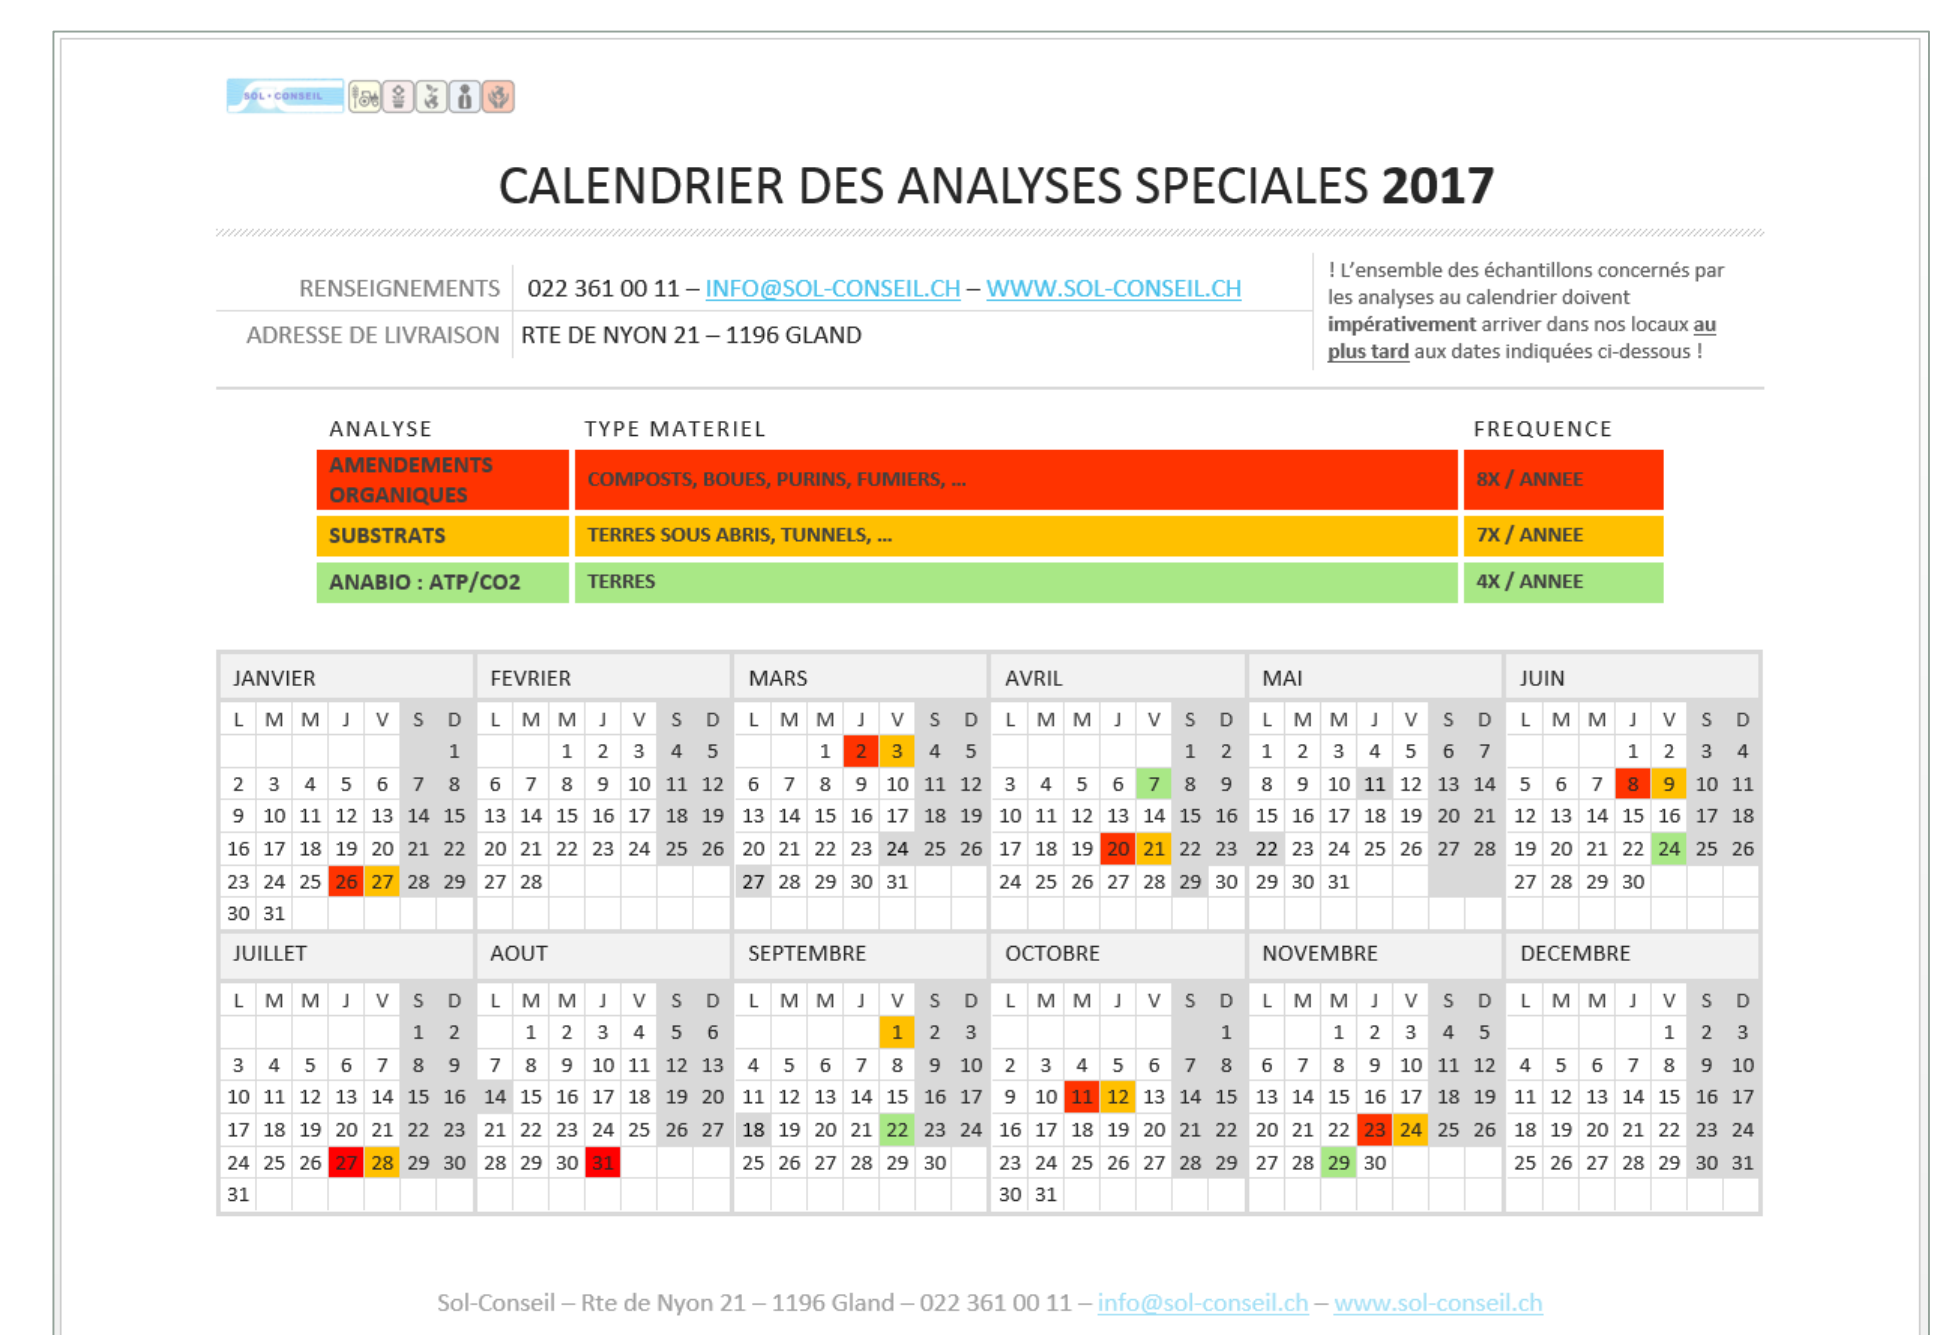 SOL-CONSEIL
CALENDRIER DES ANALYSES SPECIALES 2017
RENSEIGNEMENTS 022 361 00 11 – INFO@SOL-CONSEIL.CH – WWW.SOL-CONSEIL.CH
ADRESSE DE LIVRAISON RTE DE NYON 21 – 1196 GLAND
! L'ensemble des échantillons concernés par
les analyses au calendrier doivent
impérativement arriver dans nos locaux au
plus tard aux dates indiquées ci-dessous !
ANALYSE TYPE MATERIEL FREQUENCE
AMENDEMENTS
ORGANIQUES COMPOSTS, BOUES, PURINS, FUMIERS, ... 8X / ANNEE
SUBSTRATS TERRES SOUS ABRIS, TUNNELS, ... 7X / ANNEE
ANABIO : ATP/CO2 TERRES 4X / ANNEE
JANVIER FEVRIER MARS AVRIL MAI JUIN
L M M J V S D L M M J V S D L M M J V S D L M M J V S D L M M J V S D L M M J V S D
1 1 2 3 4 5 1 2 3 4 5 1 2 1 2 3 4 5 6 7 1 2 3 4
2 3 4 5 6 7 8 6 7 8 9 10 11 12 6 7 8 9 10 11 12 3 4 5 6 7 8 9 8 9 10 11 12 13 14 5 6 7 8 9 10 11
9 10 11 12 13 14 15 13 14 15 16 17 18 19 13 14 15 16 17 18 19 10 11 12 13 14 15 16 15 16 17 18 19 20 21 12 13 14 15 16 17 18
16 17 18 19 20 21 22 20 21 22 23 24 25 26 20 21 22 23 24 25 26 17 18 19 20 21 22 23 22 23 24 25 26 27 28 19 20 21 22 24 25 26
23 24 25 26 27 28 29 27 28 27 28 29 30 31 24 25 26 27 28 29 30 29 30 31 27 28 29 30
30 31
JUILLET AOUT SEPTEMBRE OCTOBRE NOVEMBRE DECEMBRE
L M M J V S D L M M J V S D L M M J V S D L M M J V S D L M M J V S D L M M J V S D
1 2 1 2 3 4 5 6 1 2 3 1 1 2 3 4 5 1 2 3
3 4 5 6 7 8 9 7 8 9 10 11 12 13 4 5 6 7 8 9 10 2 3 4 5 6 7 8 6 7 8 9 10 11 12 4 5 6 7 8 9 10
10 11 12 13 14 15 16 14 15 16 17 18 19 20 11 12 13 14 15 16 17 9 10 11 12 13 14 15 13 14 15 16 17 18 19 11 12 13 14 15 16 17
17 18 19 20 21 22 23 21 22 23 24 25 26 27 18 19 20 21 22 23 24 16 17 18 19 20 21 22 20 21 22 23 24 25 26 18 19 20 21 22 23 24
24 25 26 27 28 29 30 28 29 30 31 25 26 27 28 29 30 23 24 25 26 27 28 29 27 28 29 30 25 26 27 28 29 30 31
31 30 31
Sol-Conseil – Rte de Nyon 21 – 1196 Gland – 022 361 00 11 – info@sol-conseil.ch – www.sol-conseil.ch